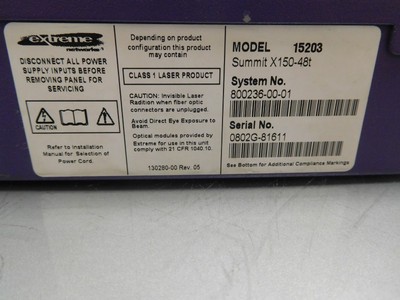 extreme
networks
DISCONNECT ALL POWER
SUPPLY INPUTS BEFORE
REMOVING PANEL FOR
SERVICING
Refer to Installation
Manual for Selection of
Power Cord.
Depending on product
configuration this product
may contain
CLASS 1 LASER PRODUCT
CAUTION: Invisible Laser
Radition when fiber optic
connectors are unplugged.
Avoid Direct Eye Exposure to
Beam.
Optical modules provided by
Extreme for use in this unit
comply with 21 CFR 1040.10.
130280-00 Rev. 05
MODEL 15203
Summit X150-48t
System No.
800236-00-01
Serial No.
0802G-81611
See Bottom for Additional Compliance Markings